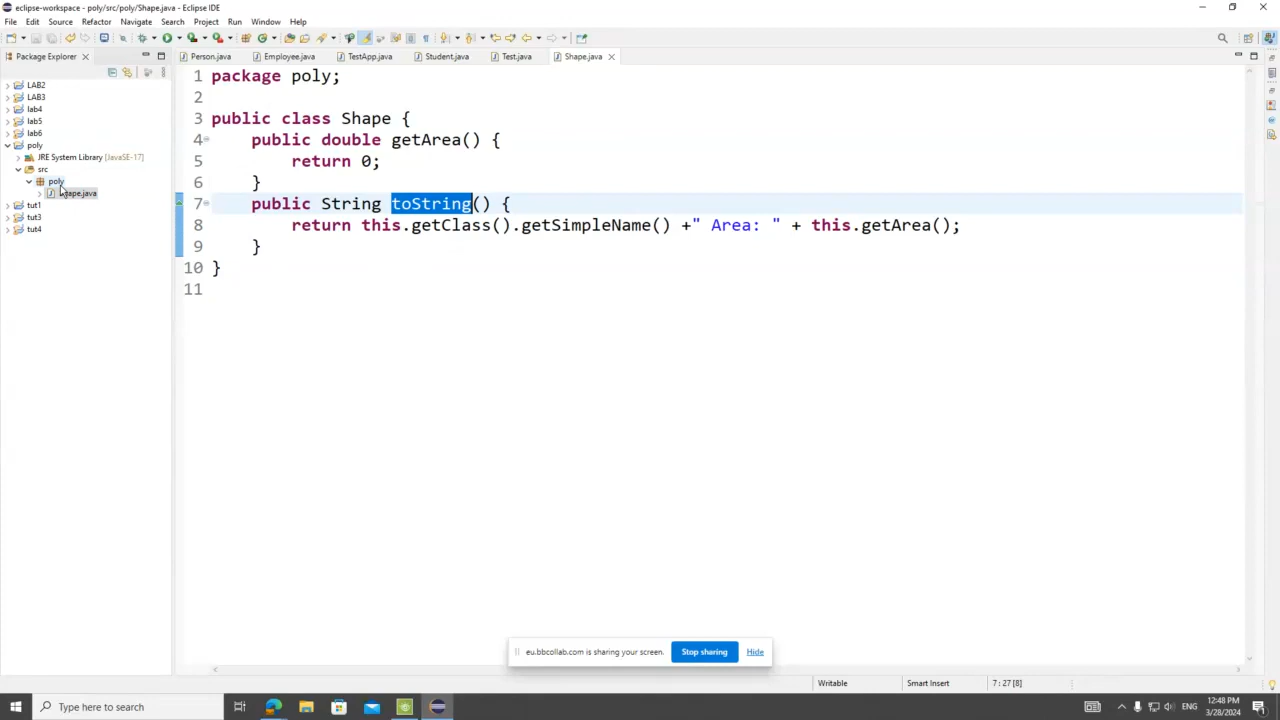 eclipse-workspace - poly/src/poly/Shape.java - Eclipse IDE
File Edit Source Refactor Navigate Search Project Run Window Help
Package Explorer Person.java Employee.java TestApp.java Student.java Test.java Shape.java
LAB2
LAB3
lab4
lab5
lab6
poly
JRE System Library [JavaSE-17]
src
poly
Shape.java
tut1
tut3
tut4
1 package poly;
2
3 public class Shape {
4 public double getArea() {
5 return 0;
6 }
7 public String toString() {
8 return this.getClass().getSimpleName() +" Area: " + this.getArea();
9 }
10 }
11
eu.bbcollab.com is sharing your screen. Stop sharing Hide
Writable Smart Insert 7 : 27 [8]
Type here to search
ENG 12:48 PM
3/28/2024